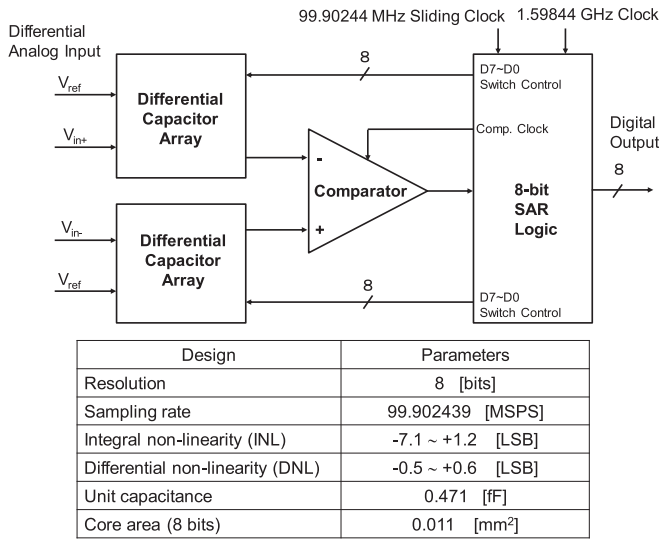 99.90244 MHz Sliding Clock 1.59844 GHz Clock
Differential
Analog Input
8
D7~D0
Switch Control
Vref
Differential
Capacitor
Array
Vin+
Comp. Clock
Digital
Output
-
Comparator
+
8-bit
SAR
Logic
8
Vin-
Differential
Capacitor
Array
Vref
8
D7~D0
Switch Control
Design Parameters
Resolution 8 [bits]
Sampling rate 99.902439 [MSPS]
Integral non-linearity (INL) -7.1 ~ +1.2 [LSB]
Differential non-linearity (DNL) -0.5 ~ +0.6 [LSB]
Unit capacitance 0.471 [fF]
Core area (8 bits) 0.011 [mm²]